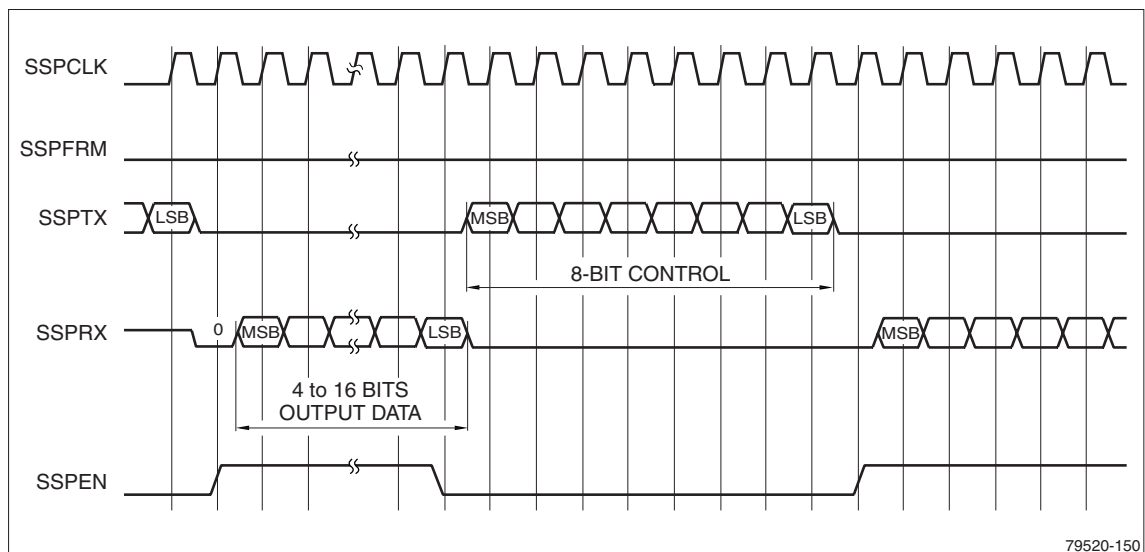 SSPCLK
SSPFRM
SSPTX
LSB
MSB
LSB
8-BIT CONTROL
SSPRX
0
MSB
LSB
MSB
4 to 16 BITS
OUTPUT DATA
SSPEN
79520-150